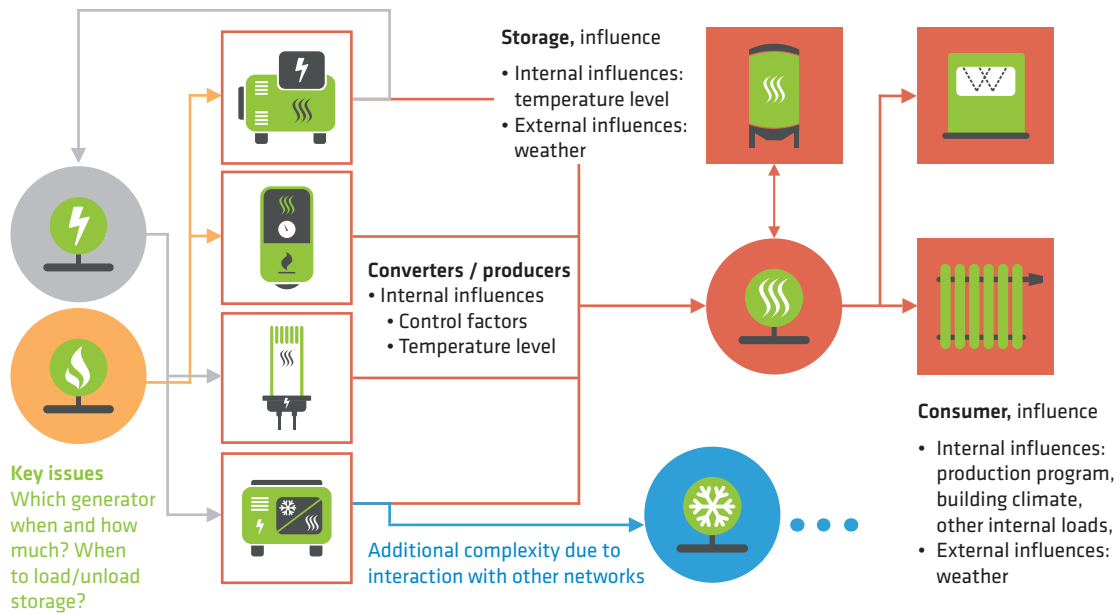 Storage, influence
• Internal influences:
temperature level
• External influences:
weather
Converters / producers
• Internal influences
• Control factors
• Temperature level
Key issues
Which generator
when and how
much? When
to load/unload
storage?
Additional complexity due to
interaction with other networks
Consumer, influence
• Internal influences:
production program,
building climate,
other internal loads,
• External influences:
weather